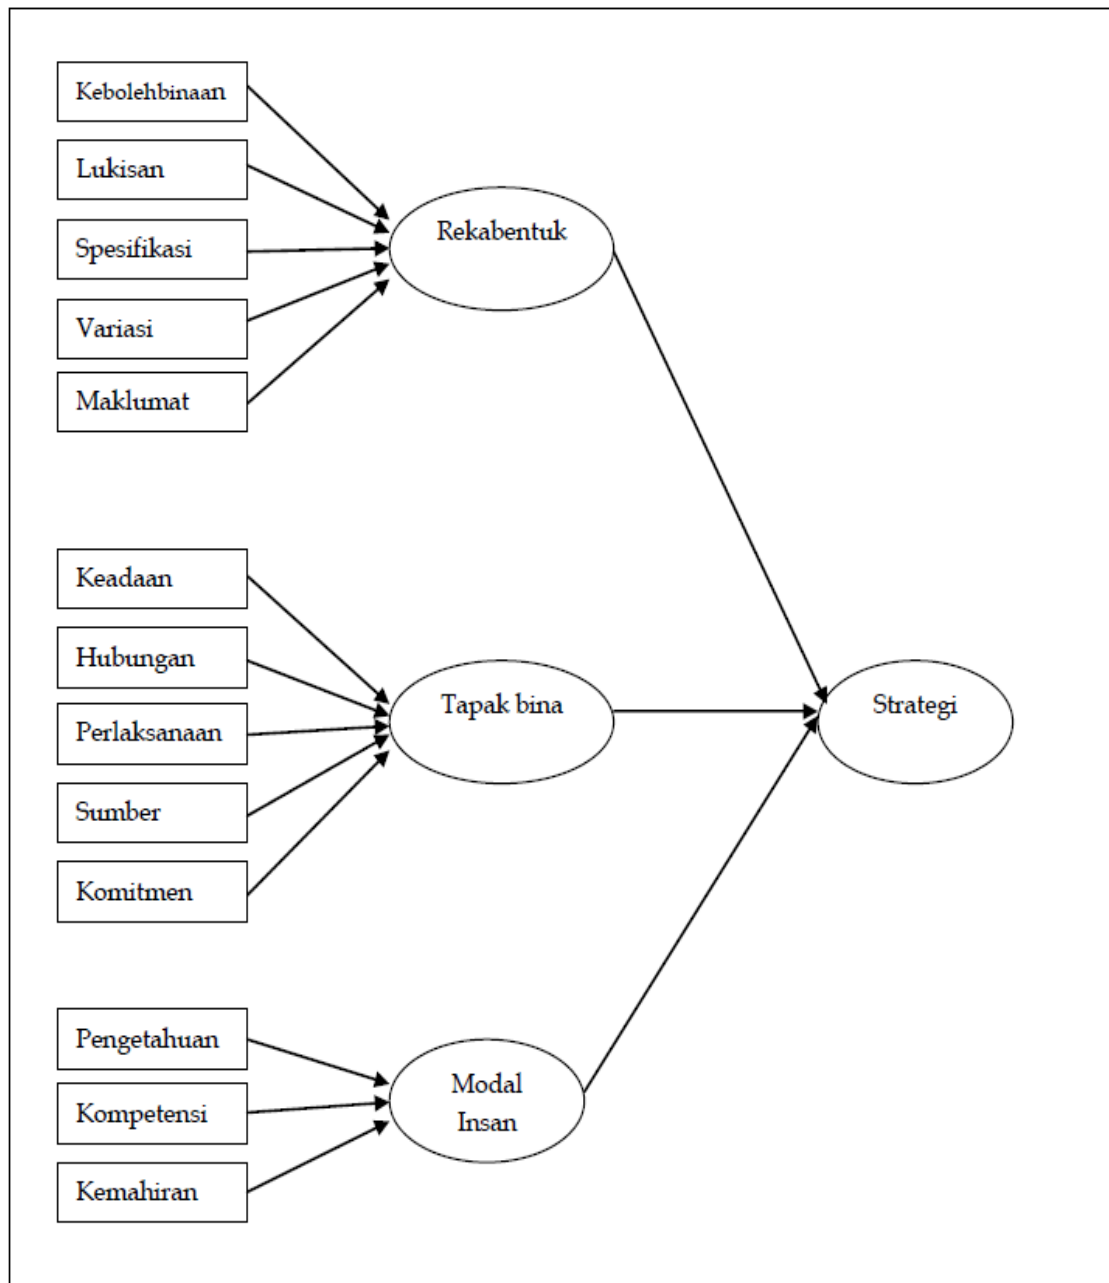 Kebolehbinaan
Lukisan
Spesifikasi
Variasi
Maklumat
Rekabentuk
Keadaan
Hubungan
Perlaksanaan
Sumber
Komitmen
Tapak bina
Strategi
Pengetahuan
Kompetensi
Kemahiran
Modal
Insan